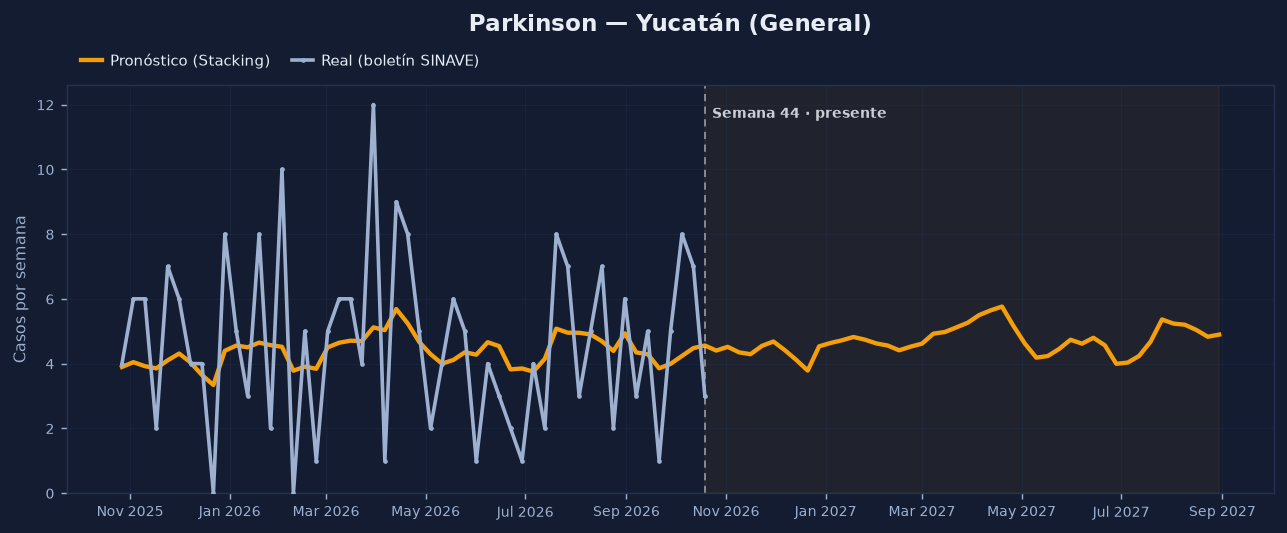 Parkinson — Yucatán (General)
Pronóstico (Stacking)
Real (boletín SINAVE)
Semana 44 · presente
Casos por semana
12
10
8
6
4
2
0
Nov 2025
Jan 2026
Mar 2026
May 2026
Jul 2026
Sep 2026
Nov 2026
Jan 2027
Mar 2027
May 2027
Jul 2027
Sep 2027